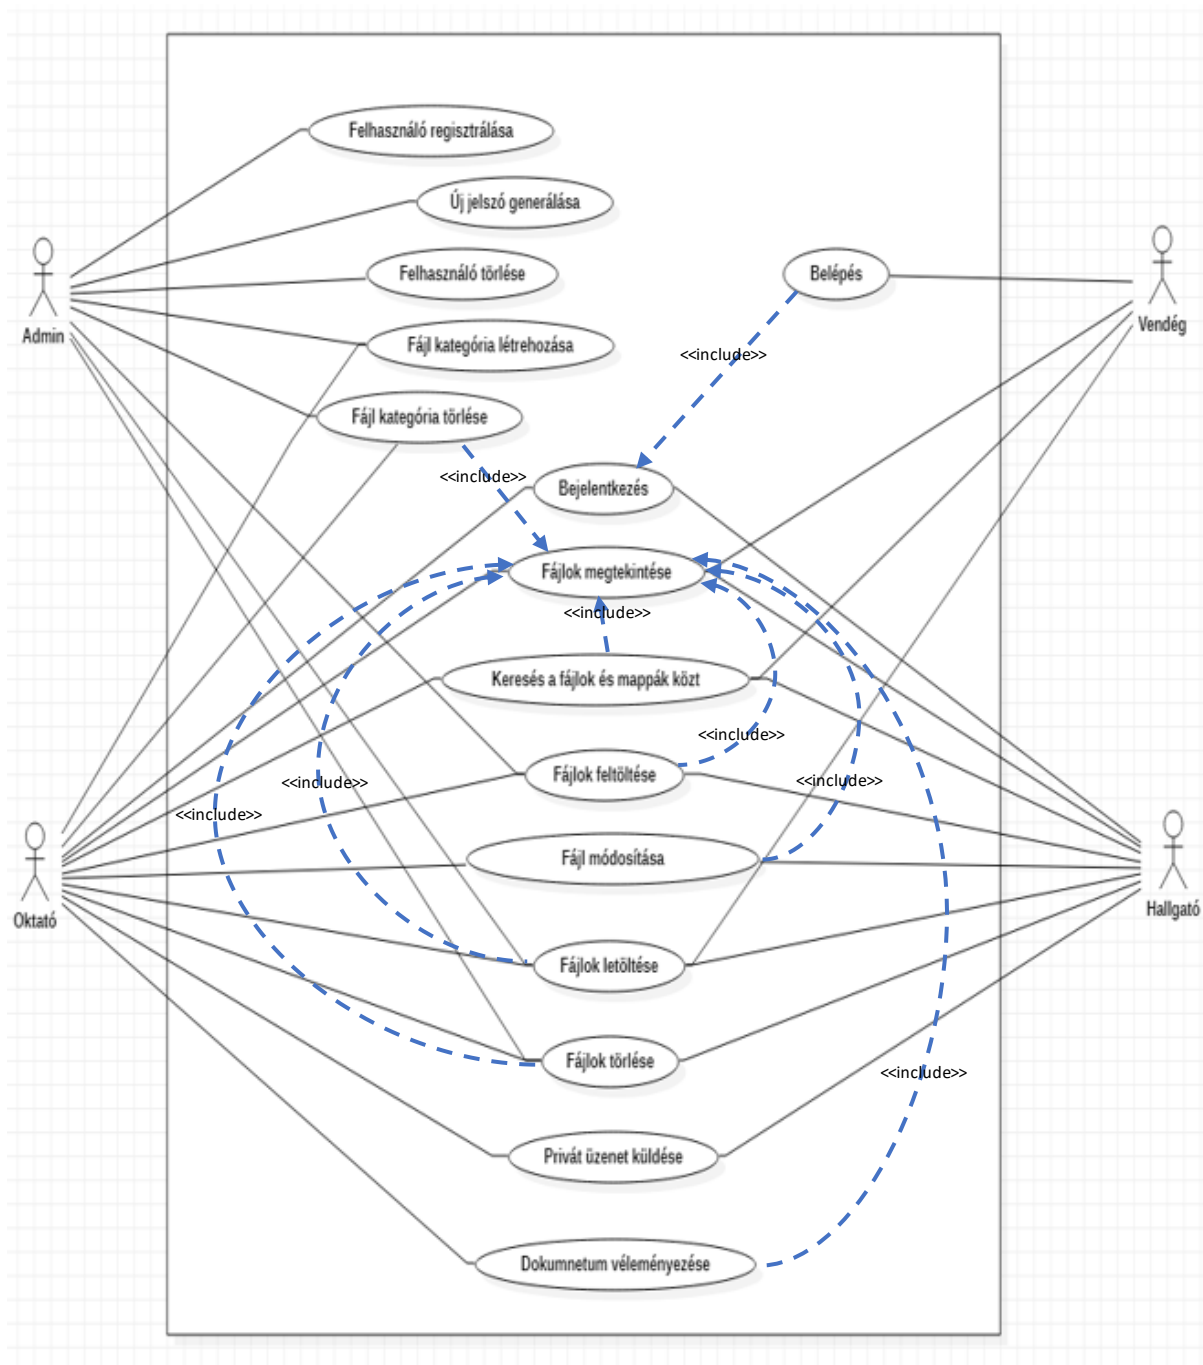 Felhasználó regisztrálása
Új jelszó generálása
Felhasználó törlése
Belépés
Admin
Vendég
Fájl kategória létrehozása
<<include>>
Fájl kategória törlése
<<include>>
Bejelentkezés
Fájlok megtekintése
<<include>>
Keresés a fájlok és mappák közt
<<include>>
Fájlok feltöltése
<<include>>
<<include>>
<<include>>
Fájl módosítása
Oktató
Hallgató
Fájlok letöltése
Fájlok törlése
<<include>>
Privát üzenet küldése
Dokumnetum véleményezése